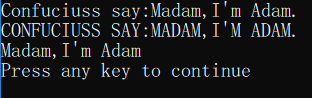 Confuciuss say:Madam,I'm Adam.
CONFUCIUSS SAY:MADAM,I'M ADAM.
Madam,I'm Adam
Press any key to continue